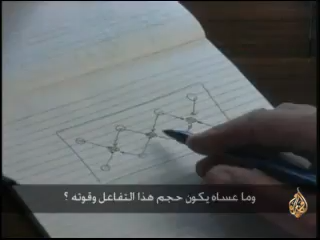 وما عساه يكون حجم هذا التفاعل وقوته ؟